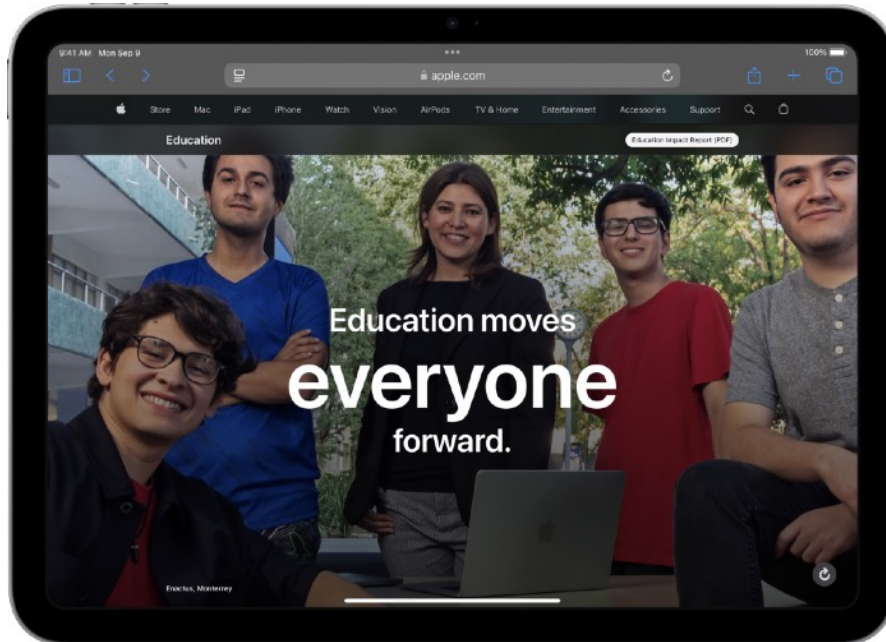 9:41 AM Mon Sep 9
100%
apple.com
Store Mac iPad iPhone Watch Vision AirPods TV & Home Entertainment Accessories Support
Education
Education Impact Report (PDF)
Education moves
everyone
forward.
Enactus, Monterrey